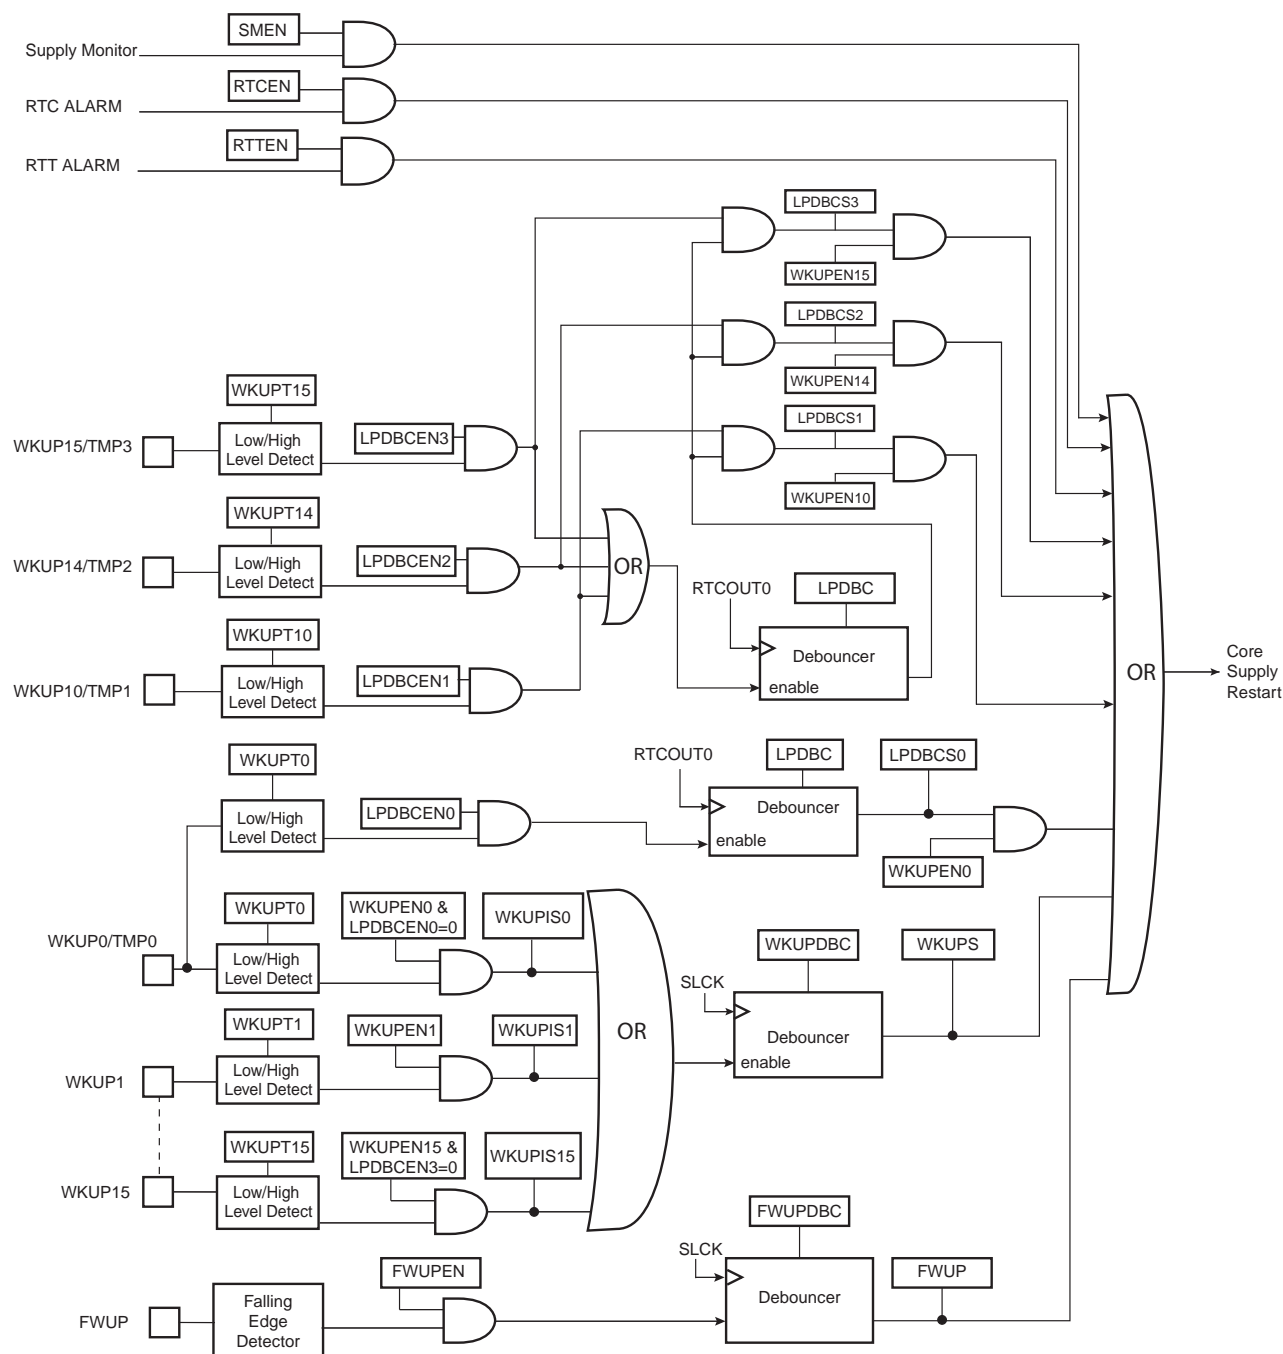 SMEN
Supply Monitor
RTCEN
RTC ALARM
RTTEN
RTT ALARM
LPDBCS3
WKUPEN15
LPDBCS2
WKUPEN14
LPDBCS1
WKUPEN10
WKUPT15
WKUP15/TMP3
Low/High
Level Detect
LPDBCEN3
WKUPT14
WKUP14/TMP2
Low/High
Level Detect
LPDBCEN2
OR
RTCOUT0
LPDBC
Debouncer
enable
WKUPT10
WKUP10/TMP1
Low/High
Level Detect
LPDBCEN1
OR
Core
Supply
Restart
WKUPT0
Low/High
Level Detect
LPDBCEN0
RTCOUT0
LPDBC
Debouncer
enable
LPDBCS0
WKUPEN0
WKUP0/TMP0
WKUPT0
Low/High
Level Detect
WKUPEN0 &
LPDBCEN0=0
WKUPIS0
OR
WKUPDBC
SLCK
Debouncer
enable
WKUPS
WKUPT1
WKUP1
Low/High
Level Detect
WKUPEN1
WKUPIS1
WKUPT15
WKUP15
Low/High
Level Detect
WKUPEN15 &
LPDBCEN3=0
WKUPIS15
FWUPDBC
SLCK
Debouncer
FWUP
FWUPEN
FWUP
Falling
Edge
Detector